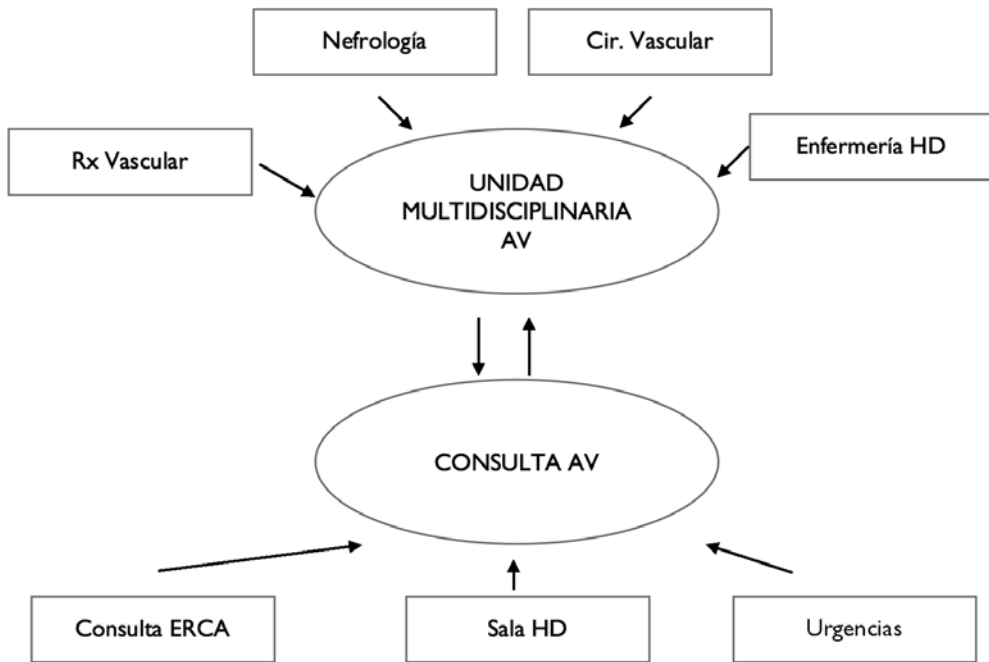 Nefrología
Cir. Vascular
Rx Vascular
Enfermería HD
UNIDAD
MULTIDISCIPLINARIA
AV
CONSULTA AV
Consulta ERCA
Sala HD
Urgencias